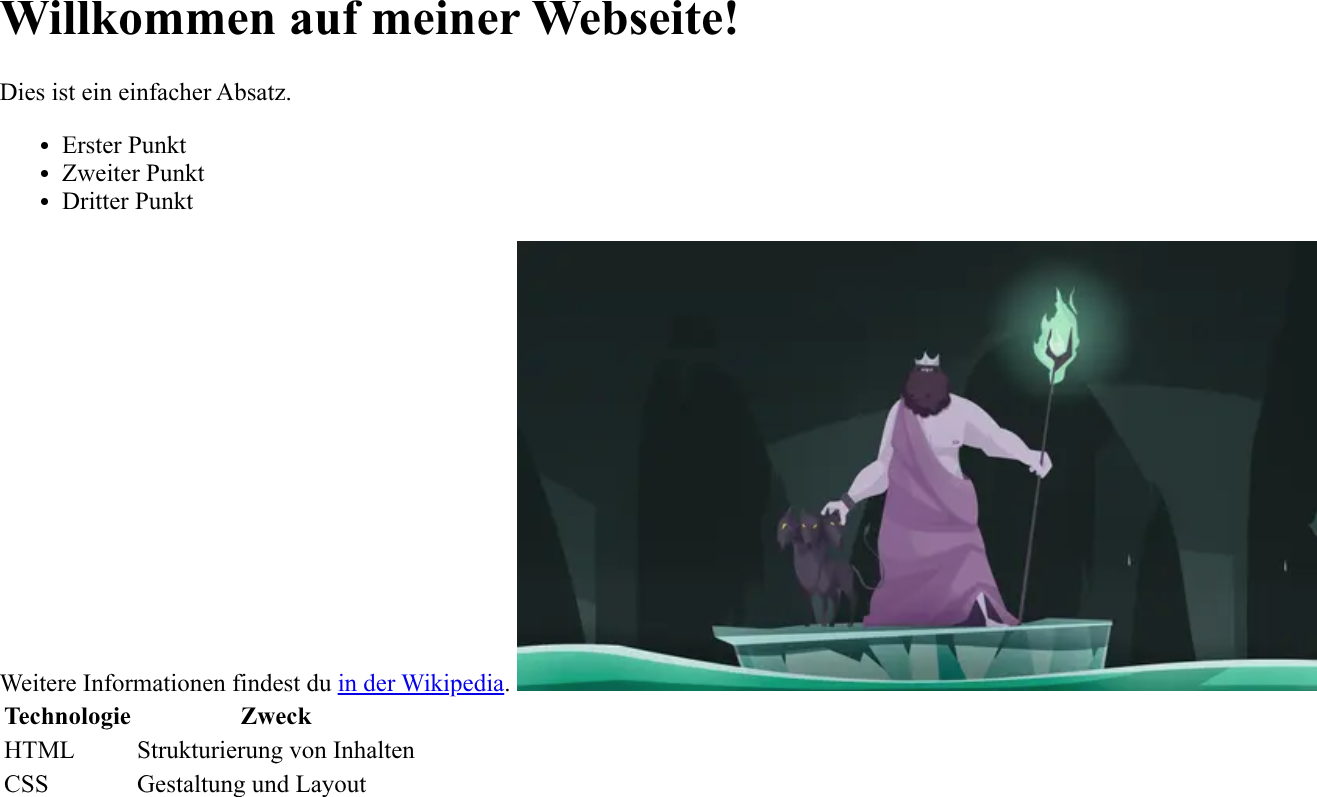 Willkommen auf meiner Webseite!
Dies ist ein einfacher Absatz.
• Erster Punkt
• Zweiter Punkt
• Dritter Punkt
Weitere Informationen findest du in der Wikipedia.
Technologie Zweck
HTML Strukturierung von Inhalten
CSS Gestaltung und Layout